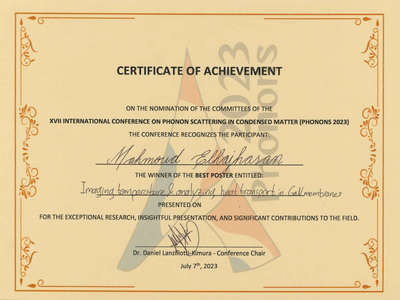 2023
Phonons
CERTIFICATE OF ACHIEVEMENT
ON THE NOMINATION OF THE COMMITTEES OF THE
XVII INTERNATIONAL CONFERENCE ON PHONON SCATTERING IN CONDENSED MATTER (PHONONS 2023)
THE CONFERENCE RECOGNIZES THE PARTICIPANT:
Mahmoud Elhajhasan
THE WINNER OF THE BEST POSTER ENTITLED:
Imaging temperature & analyzing heat transport in GaN membranes
PRESENTED ON
FOR THE EXCEPTIONAL RESEARCH, INSIGHTFUL PRESENTATION, AND SIGNIFICANT CONTRIBUTIONS TO THE FIELD.
Dr. Daniel Lanzillotti-Kimura - Conference Chair
July 7th, 2023